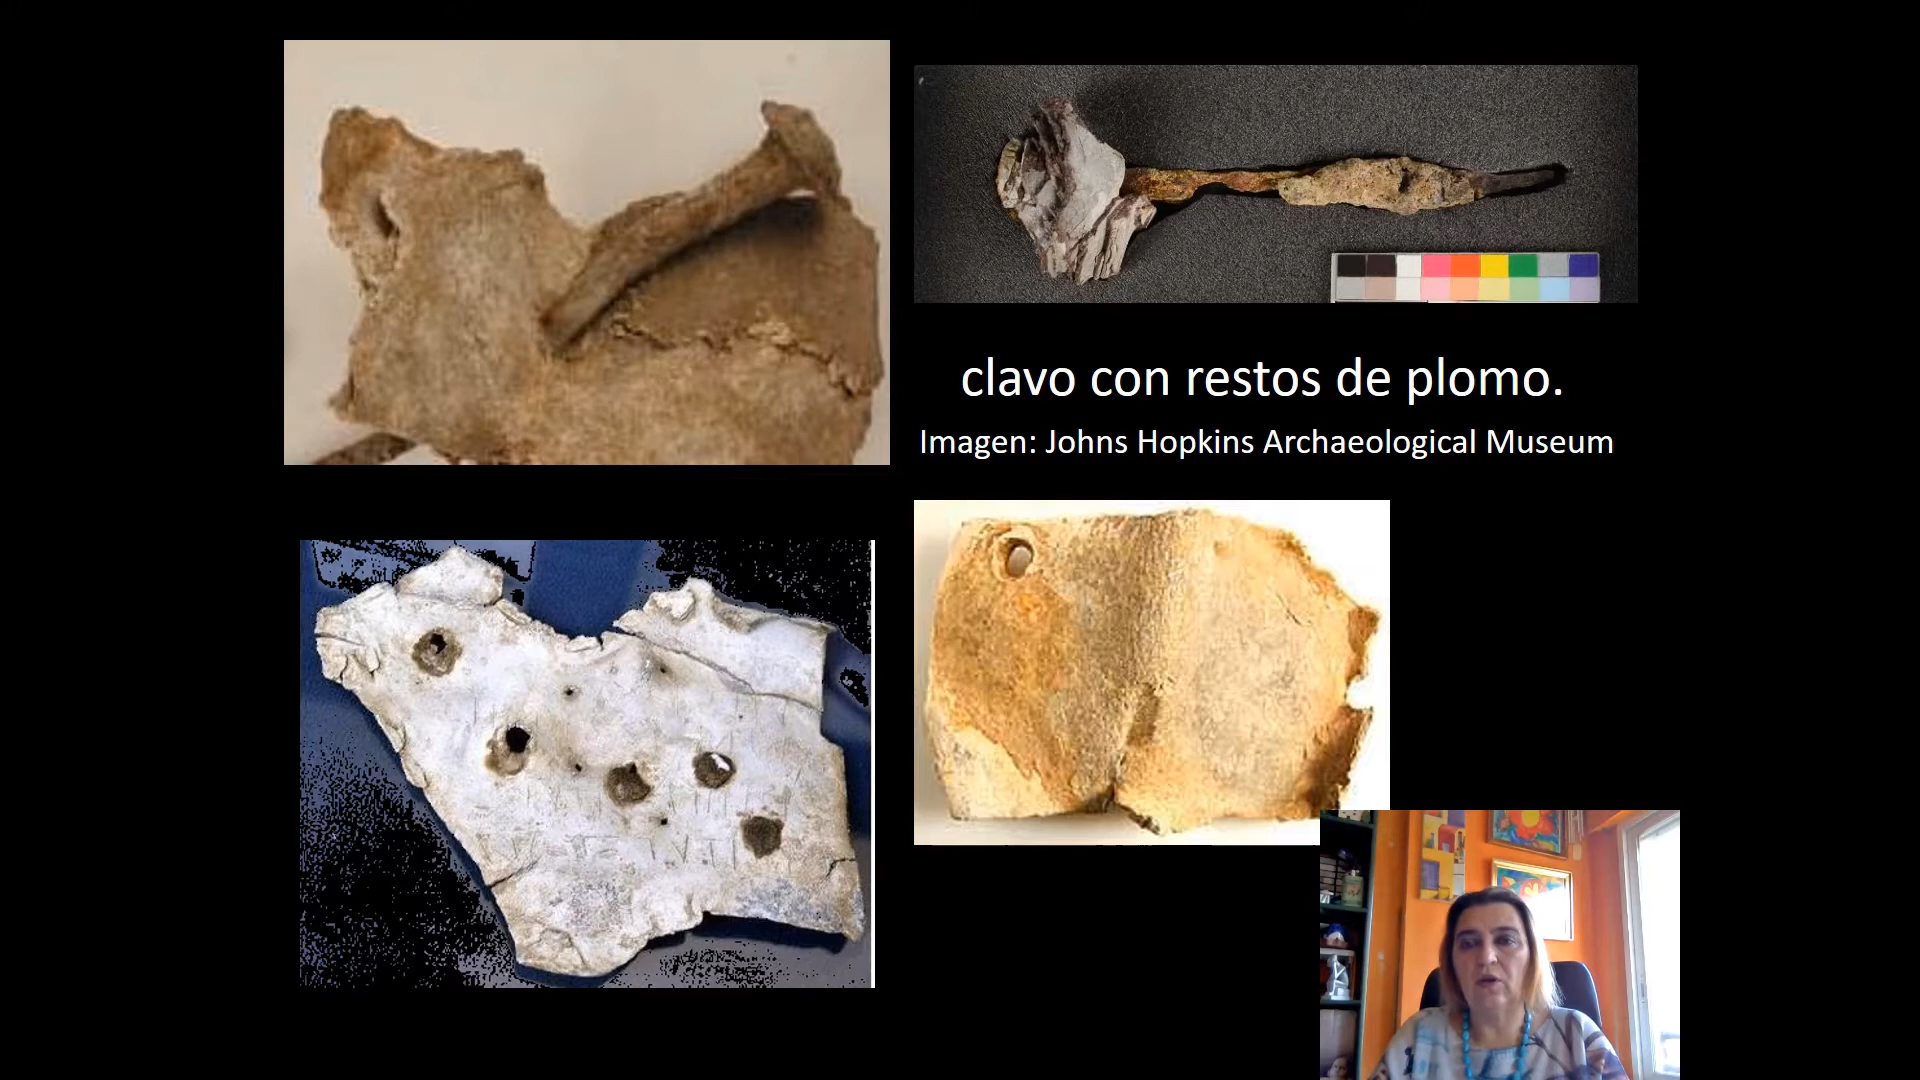 clavo con restos de plomo.
Imagen: Johns Hopkins Archaeological Museum